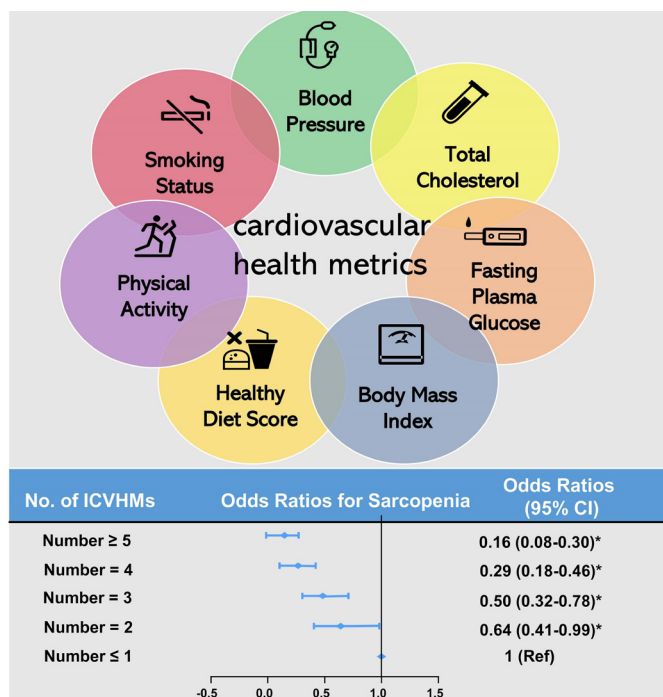 Blood
Pressure
Smoking
Status
Total
Cholesterol
cardiovascular
health metrics
Physical
Activity
Fasting
Plasma
Glucose
Healthy
Diet Score
Body Mass
Index
No. of ICVHMs
Odds Ratios for Sarcopenia
Odds Ratios
(95% CI)
Number ≥ 5
0.16 (0.08-0.30)*
Number = 4
0.29 (0.18-0.46)*
Number = 3
0.50 (0.32-0.78)*
Number = 2
0.64 (0.41-0.99)*
Number ≤ 1
1 (Ref)
-0.5 0.0 0.5 1.0 1.5